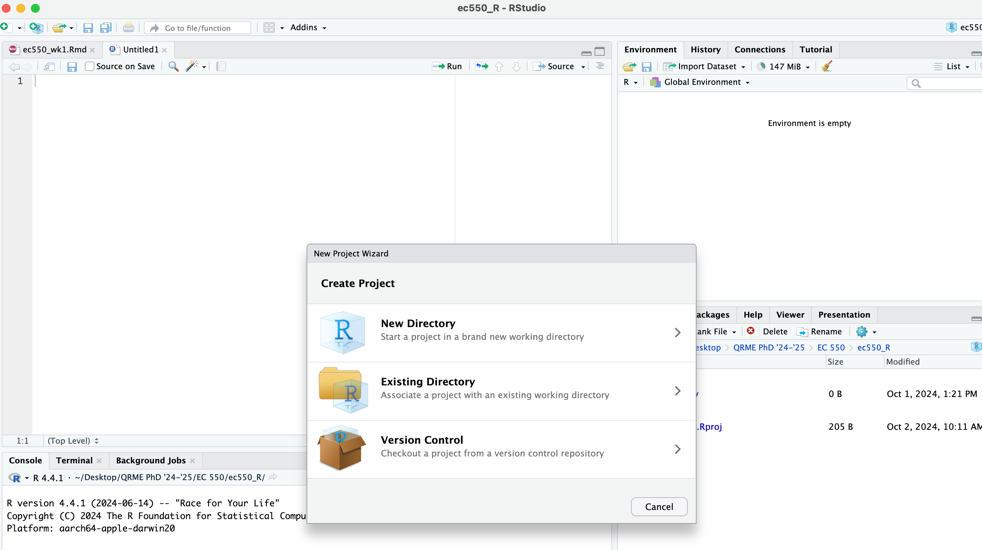 ec550_R - RStudio
Go to file/function
Addins
ec550_wk1.Rmd
Untitled1
Source on Save
Run
Source
1
1:1
(Top Level)
Console
Terminal
Background Jobs
R 4.4.1 · ~/Desktop/QRME PhD '24-'25/EC 550/ec550_R/
R version 4.4.1 (2024-06-14) -- "Race for Your Life"
Copyright (C) 2024 The R Foundation for Statistical Compu
Platform: aarch64-apple-darwin20
New Project Wizard
Create Project
New Directory
Start a project in a brand new working directory
Existing Directory
Associate a project with an existing working directory
Version Control
Checkout a project from a version control repository
Cancel
ec55
Environment
History
Connections
Tutorial
Import Dataset
147 MiB
List
R
Global Environment
Environment is empty
ackages
Help
Viewer
Presentation
ank File
Delete
Rename
esktop
QRME PhD '24-'25
EC 550
ec550_R
Size
Modified
0 B
Oct 1, 2024, 1:21 PM
.Rproj
205 B
Oct 2, 2024, 10:11 AM